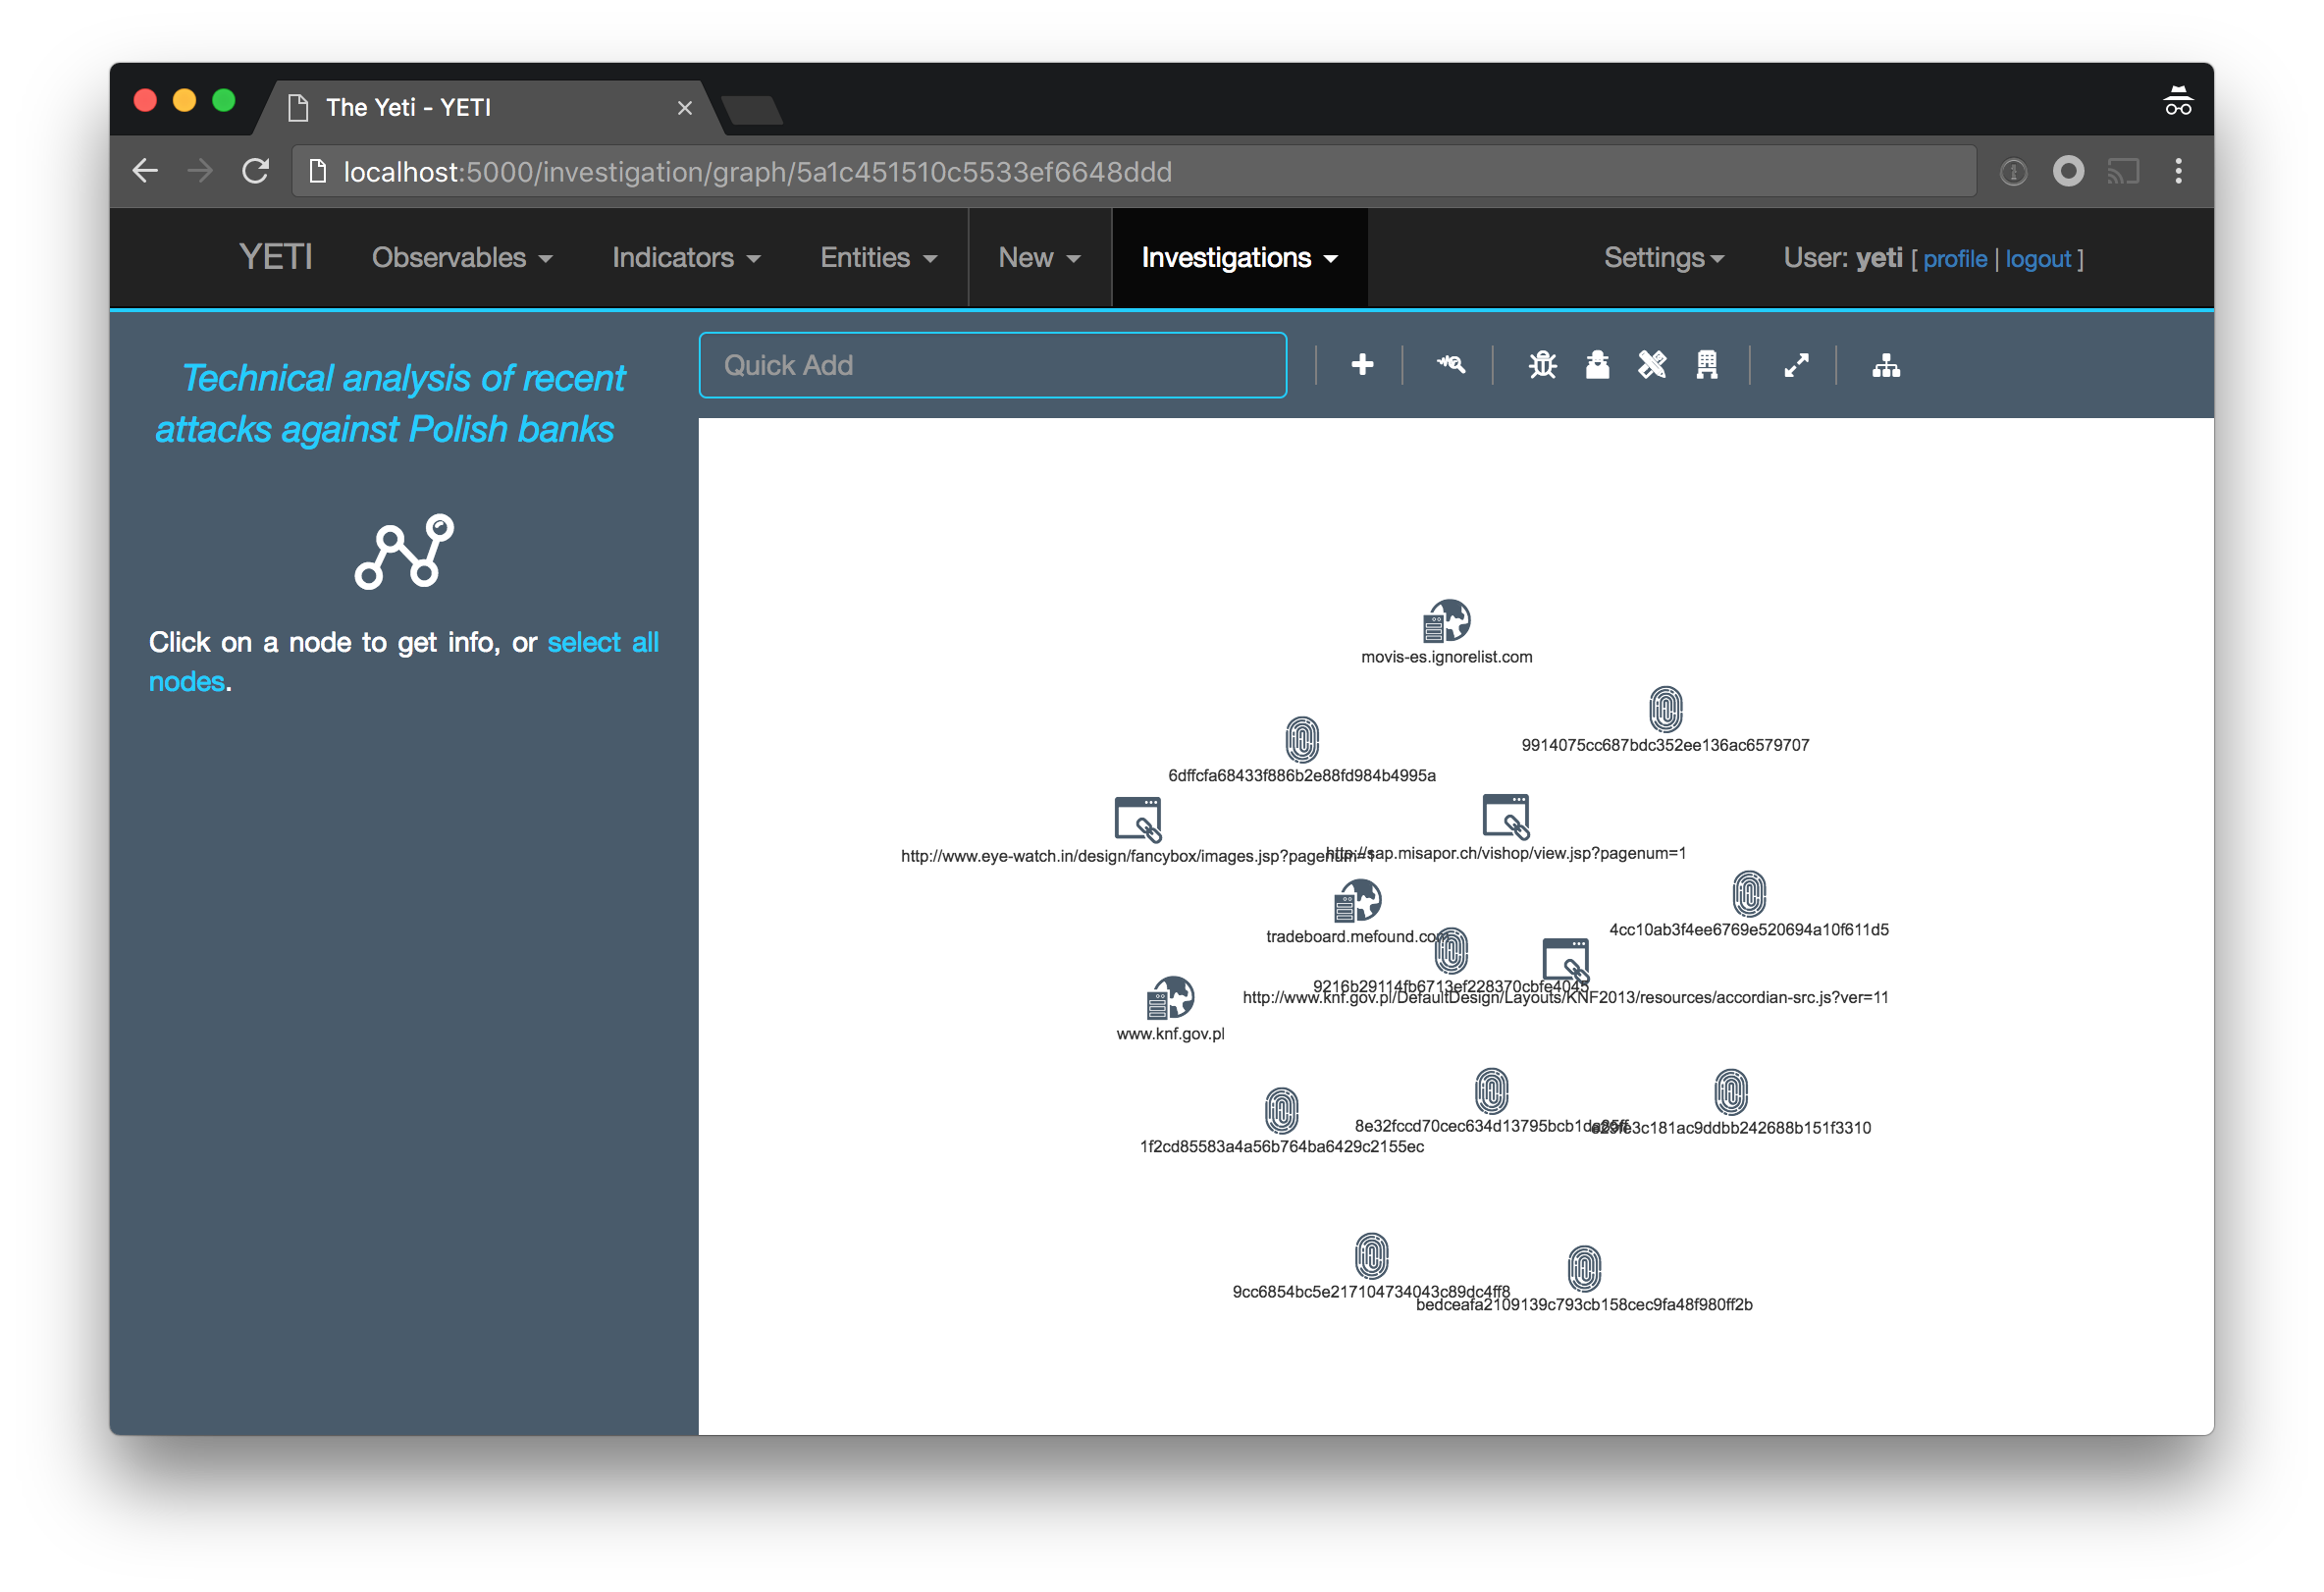 The Yeti - YETI
localhost:5000/investigation/graph/5a1c451510c5533ef6648ddd
YETI Observables Indicators Entities New Investigations Settings User: yeti [ profile | logout ]
Technical analysis of recent
attacks against Polish banks
Click on a node to get info, or select all
nodes.
Quick Add
movis-es.ignorelist.com
9914075cc687bdc352ee136ac6579707
6dffcfa68433f886b2e88fd984b4995a
http://www.eye-watch.in/design/fancybox/images.jsp?pagenum=1
http://sap.misapor.ch/vishop/view.jsp?pagenum=1
4cc10ab3f4ee6769e520694a10f611d5
tradeboard.mefound.com
9216b29114fb6713ef228370cbfe4045
http://www.knf.gov.pl/DefaultDesign/Layouts/KNF2013/resources/accordian-src.js?ver=11
www.knf.gov.pl
1f2cd85583a4a56b764ba6429c2155ec
9cc6854bc5e217104734043c89dc4ff8
bedceafa2109139c793cb158cec9fa48f980ff2b